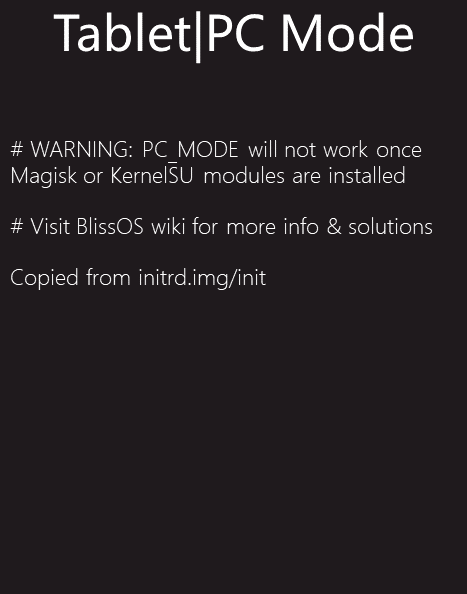 Tablet|PC Mode
# WARNING: PC_MODE will not work once
Magisk or KernelSU modules are installed
# Visit BlissOS wiki for more info & solutions
Copied from initrd.img/init